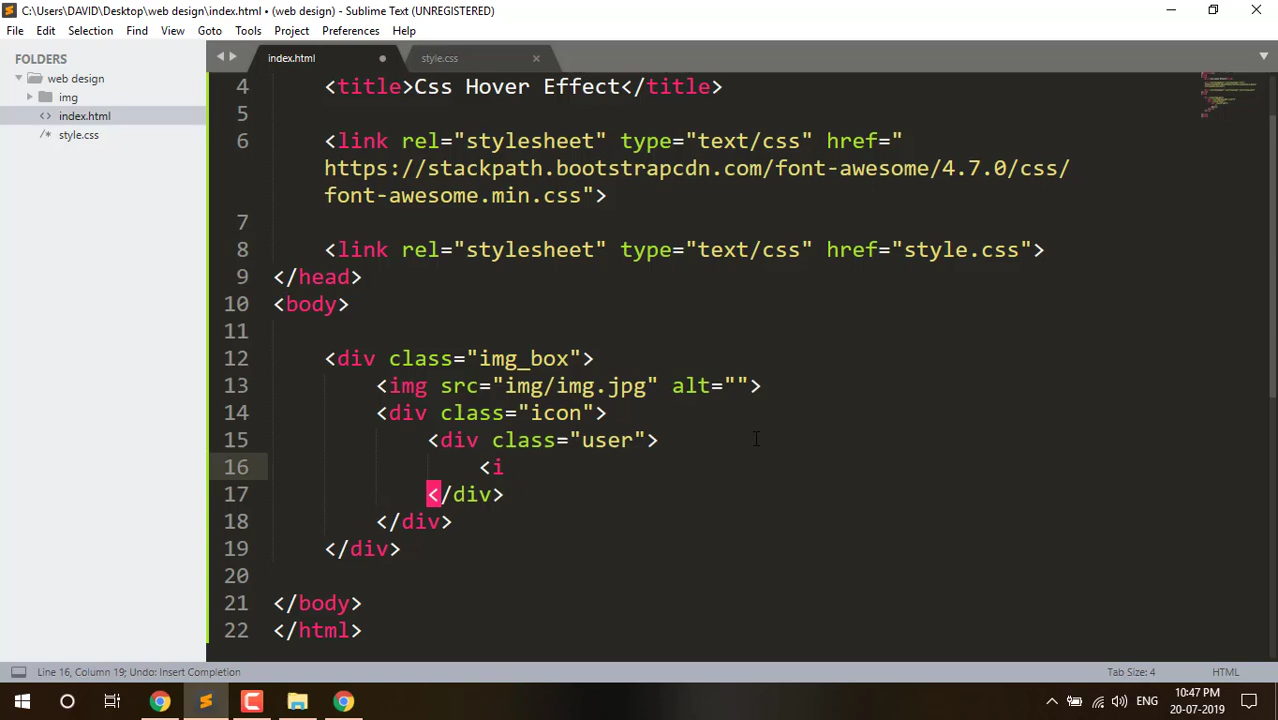 C:\Users\DAVID\Desktop\web design\index.html • (web design) - Sublime Text (UNREGISTERED)
File Edit Selection Find View Goto Tools Project Preferences Help
FOLDERS
web design
img
<> index.html
/* style.css
index.html
style.css
4 <title>Css Hover Effect</title>
5
6 <link rel="stylesheet" type="text/css" href="
https://stackpath.bootstrapcdn.com/font-awesome/4.7.0/css/
font-awesome.min.css">
7
8 <link rel="stylesheet" type="text/css" href="style.css">
9 </head>
10 <body>
11
12 <div class="img_box">
13 <img src="img/img.jpg" alt="">
14 <div class="icon">
15 <div class="user">
16 <i
17 </div>
18 </div>
19 </div>
20
21 </body>
22 </html>
Line 16, Column 19; Undo: Insert Completion
Tab Size: 4
HTML
ENG
10:47 PM
20-07-2019